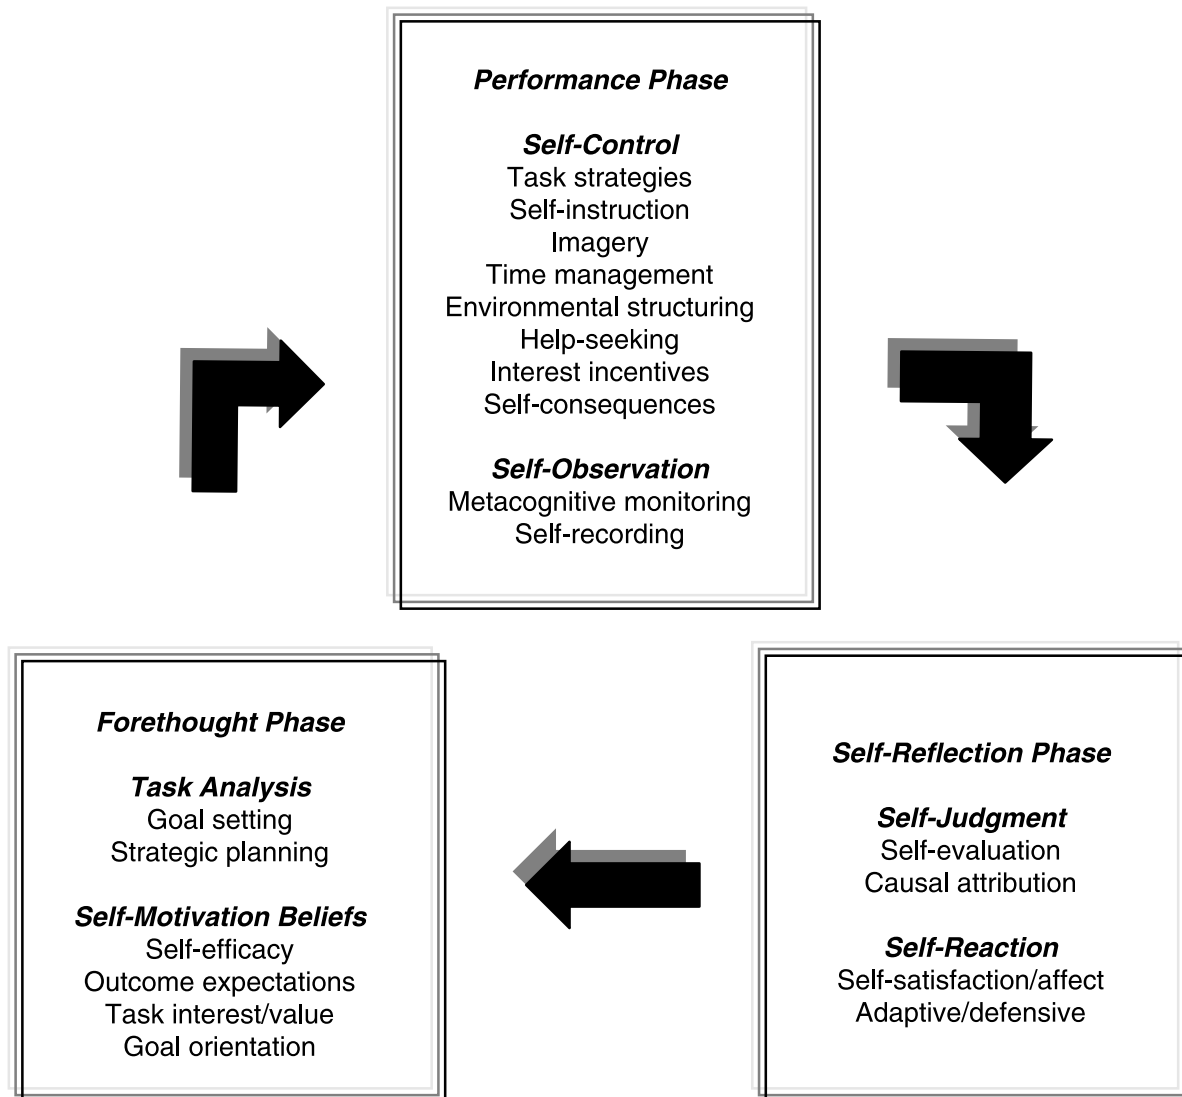 Performance Phase
Self-Control
Task strategies
Self-instruction
Imagery
Time management
Environmental structuring
Help-seeking
Interest incentives
Self-consequences
Self-Observation
Metacognitive monitoring
Self-recording
Forethought Phase
Task Analysis
Goal setting
Strategic planning
Self-Motivation Beliefs
Self-efficacy
Outcome expectations
Task interest/value
Goal orientation
Self-Reflection Phase
Self-Judgment
Self-evaluation
Causal attribution
Self-Reaction
Self-satisfaction/affect
Adaptive/defensive